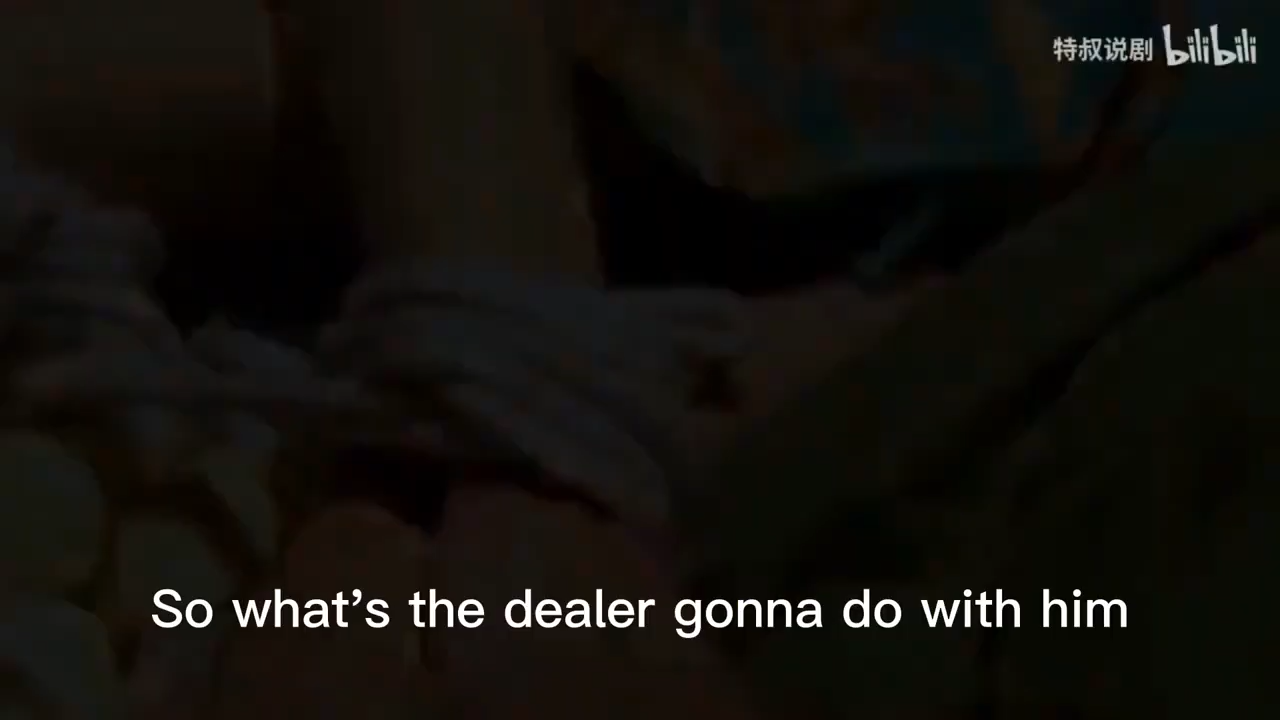 特叔说剧 bilibili
So what's the dealer gonna do with him